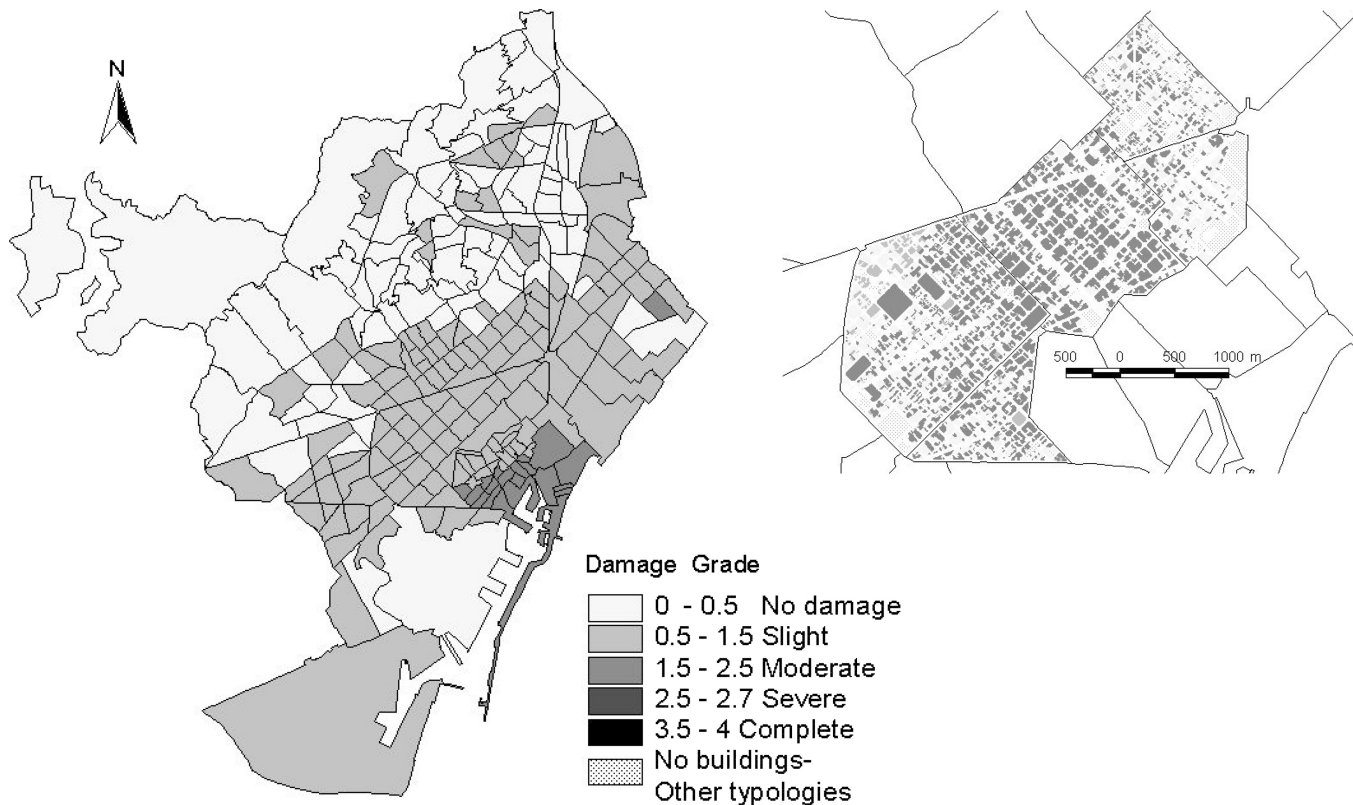 N
500 0 500 1000 m
Damage Grade
0 - 0.5 No damage
0.5 - 1.5 Slight
1.5 - 2.5 Moderate
2.5 - 2.7 Severe
3.5 - 4 Complete
No buildings-
Other typologies